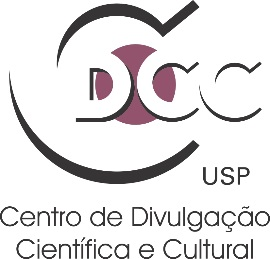 CDCC
USP
Centro de Divulgação
Científica e Cultural